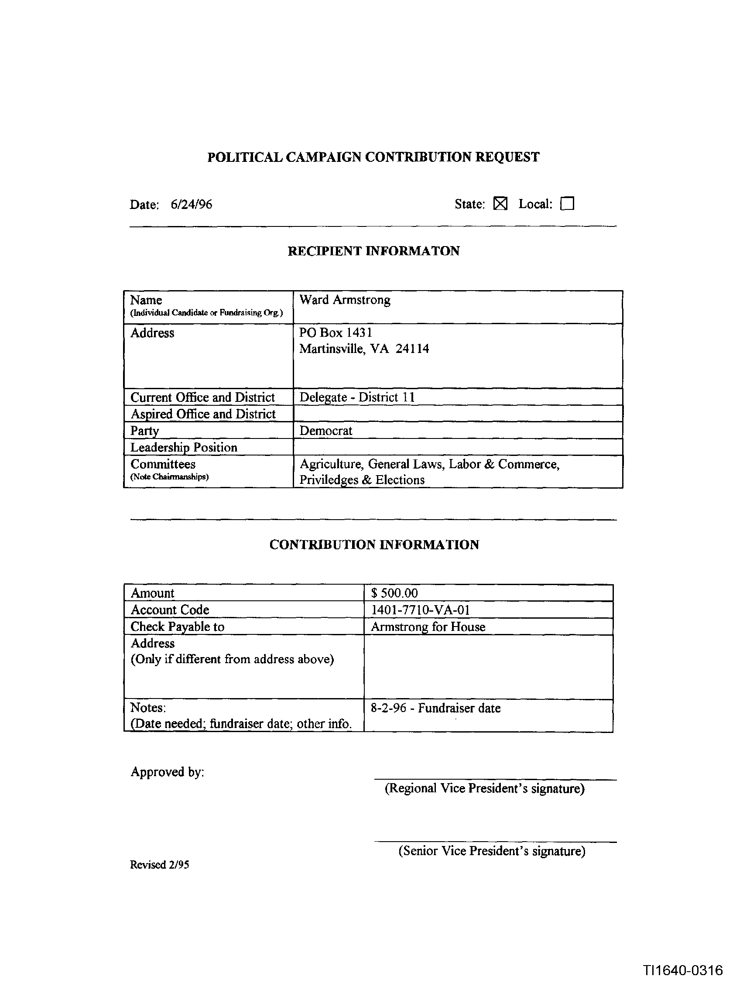 POLITICAL CAMPAIGN CONTRIBUTION REQUEST
Date: 6/24/96 State: ☒ Local: ☐
RECIPIENT INFORMATON
Name Ward Armstrong
(Individual Candidate or Fundraising Org.)
Address PO Box 1431
Martinsville, VA 24114
Current Office and District Delegate - District 11
Aspired Office and District
Party Democrat
Leadership Position
Committees Agriculture, General Laws, Labor & Commerce,
(Note Chairmanships) Priviledges & Elections
CONTRIBUTION INFORMATION
Amount $ 500.00
Account Code 1401-7710-VA-01
Check Payable to Armstrong for House
Address
(Only if different from address above)
Notes: 8-2-96 - Fundraiser date
(Date needed; fundraiser date; other info.
Approved by:
(Regional Vice President's signature)
(Senior Vice President's signature)
Revised 2/95
TI1640-0316